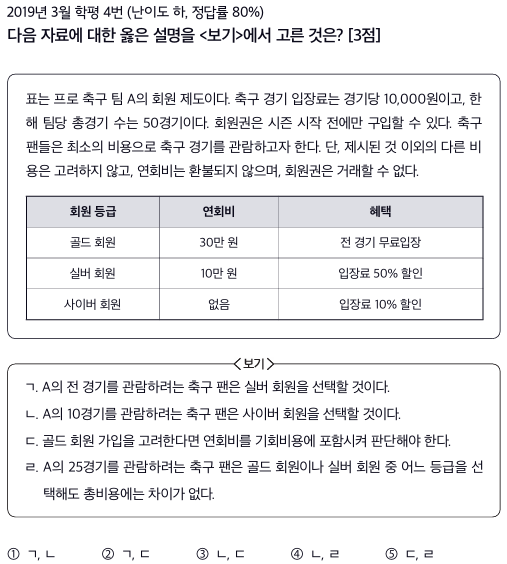 2019년 3월 학평 4번 (난이도 하, 정답률 80%)
다음 자료에 대한 옳은 설명을 <보기>에서 고른 것은? [3점]
표는 프로 축구 팀 A의 회원 제도이다. 축구 경기 입장료는 경기당 10,000원이고, 한
해 팀당 총경기 수는 50경기이다. 회원권은 시즌 시작 전에만 구입할 수 있다. 축구
팬들은 최소의 비용으로 축구 경기를 관람하고자 한다. 단, 제시된 것 이외의 다른 비
용은 고려하지 않고, 연회비는 환불되지 않으며, 회원권은 거래할 수 없다.
회원 등급 연회비 혜택
골드 회원 30만 원 전 경기 무료입장
실버 회원 10만 원 입장료 50% 할인
사이버 회원 없음 입장료 10% 할인
<보기>
ㄱ. A의 전 경기를 관람하려는 축구 팬은 실버 회원을 선택할 것이다.
ㄴ. A의 10경기를 관람하려는 축구 팬은 사이버 회원을 선택할 것이다.
ㄷ. 골드 회원 가입을 고려한다면 연회비를 기회비용에 포함시켜 판단해야 한다.
ㄹ. A의 25경기를 관람하려는 축구 팬은 골드 회원이나 실버 회원 중 어느 등급을 선
택해도 총비용에는 차이가 없다.
① ㄱ, ㄴ ② ㄱ, ㄷ ③ ㄴ, ㄷ ④ ㄴ, ㄹ ⑤ ㄷ, ㄹ